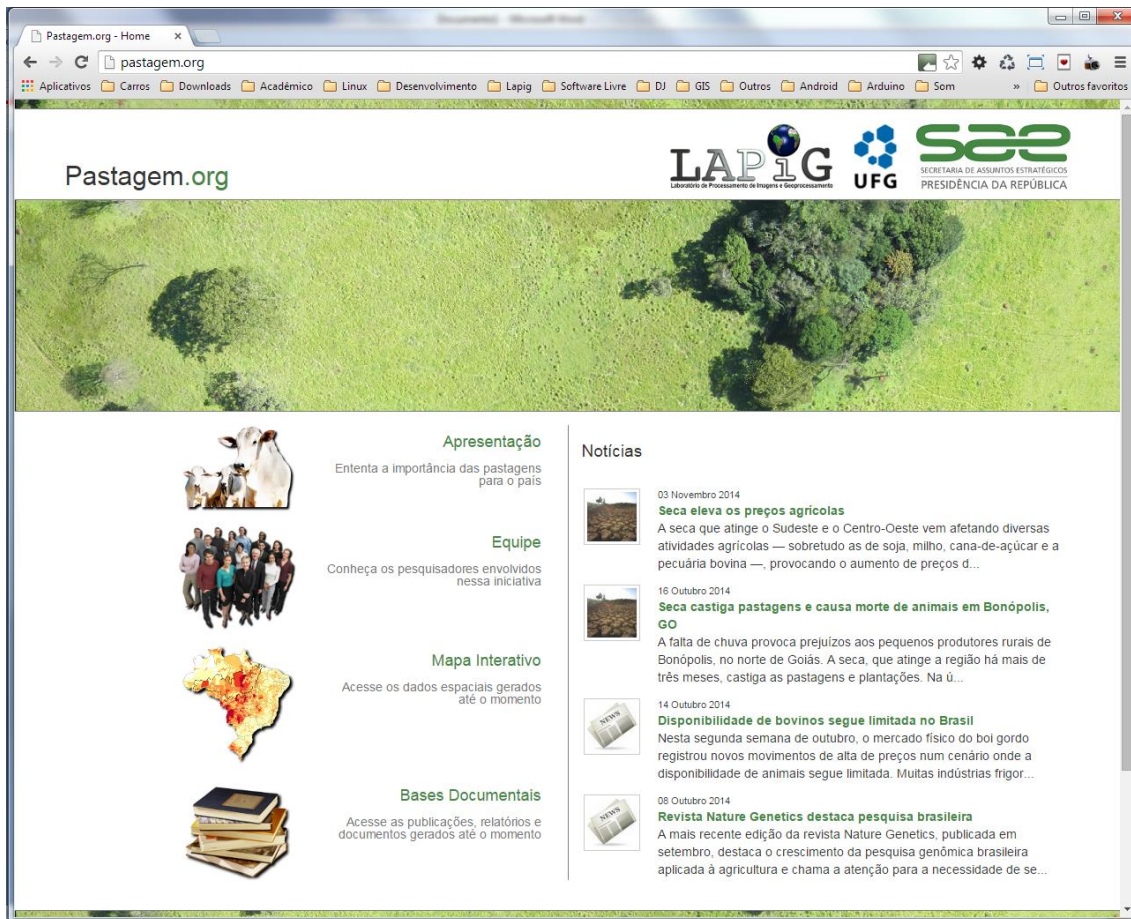 Document1 - Microsoft Word
Pastagem.org - Home
pastagem.org
Aplicativos Carros Downloads Acadêmico Linux Desenvolvimento Lapig Software Livre DJ GIS Outros Android Arduino Som » Outros favoritos
Pastagem.org
LAPIG
Laboratório de Processamento de Imagens e Geoprocessamento
UFG
sae
SECRETARIA DE ASSUNTOS ESTRATÉGICOS
PRESIDÊNCIA DA REPÚBLICA
Apresentação
Ententa a importância das pastagens
para o país
Equipe
Conheça os pesquisadores envolvidos
nessa iniciativa
Mapa Interativo
Acesse os dados espaciais gerados
até o momento
Bases Documentais
Acesse as publicações, relatórios e
documentos gerados até o momento
Notícias
03 Novembro 2014
Seca eleva os preços agrícolas
A seca que atinge o Sudeste e o Centro-Oeste vem afetando diversas
atividades agrícolas — sobretudo as de soja, milho, cana-de-açúcar e a
pecuária bovina —, provocando o aumento de preços d...
16 Outubro 2014
Seca castiga pastagens e causa morte de animais em Bonópolis,
GO
A falta de chuva provoca prejuízos aos pequenos produtores rurais de
Bonópolis, no norte de Goiás. A seca, que atinge a região há mais de
três meses, castiga as pastagens e plantações. Na ú...
NEWS
14 Outubro 2014
Disponibilidade de bovinos segue limitada no Brasil
Nesta segunda semana de outubro, o mercado físico do boi gordo
registrou novos movimentos de alta de preços num cenário onde a
disponibilidade de animais segue limitada. Muitas indústrias frigor...
NEWS
08 Outubro 2014
Revista Nature Genetics destaca pesquisa brasileira
A mais recente edição da revista Nature Genetics, publicada em
setembro, destaca o crescimento da pesquisa genômica brasileira
aplicada à agricultura e chama a atenção para a necessidade de se...